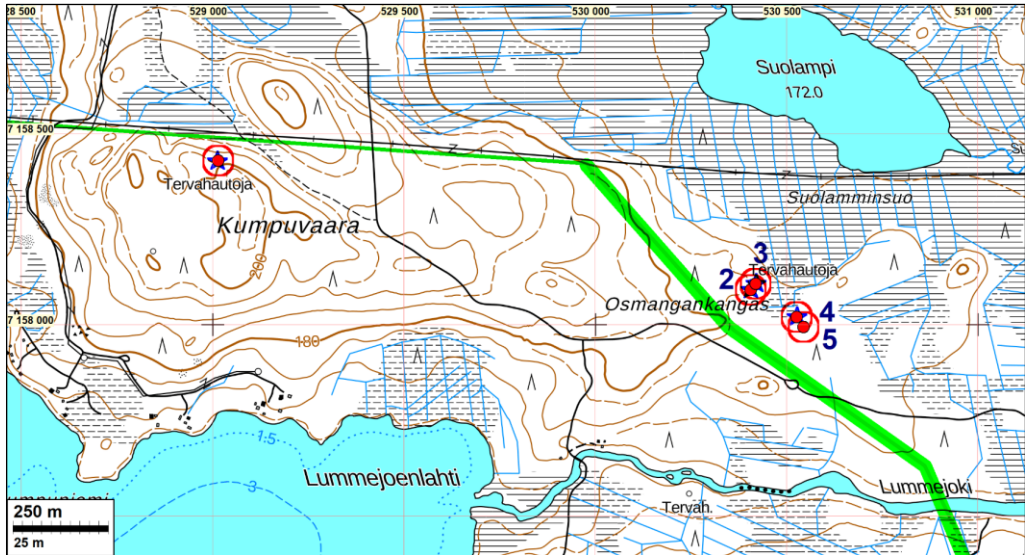 28 500
529 000
529 500
530 000
530 500
531 000
Suolampi
172.0
7 158 500
Z
Z
Z
Su
Tervahautoja
Suolamminsuo
Kumpuvaara
200
3
Tervahautoja
2
Osmangankangas
4
7 158 000
5
180
Z
1.5
Lummejoenlahti
3
Lummejoki
Tervah.
250 m
25 m